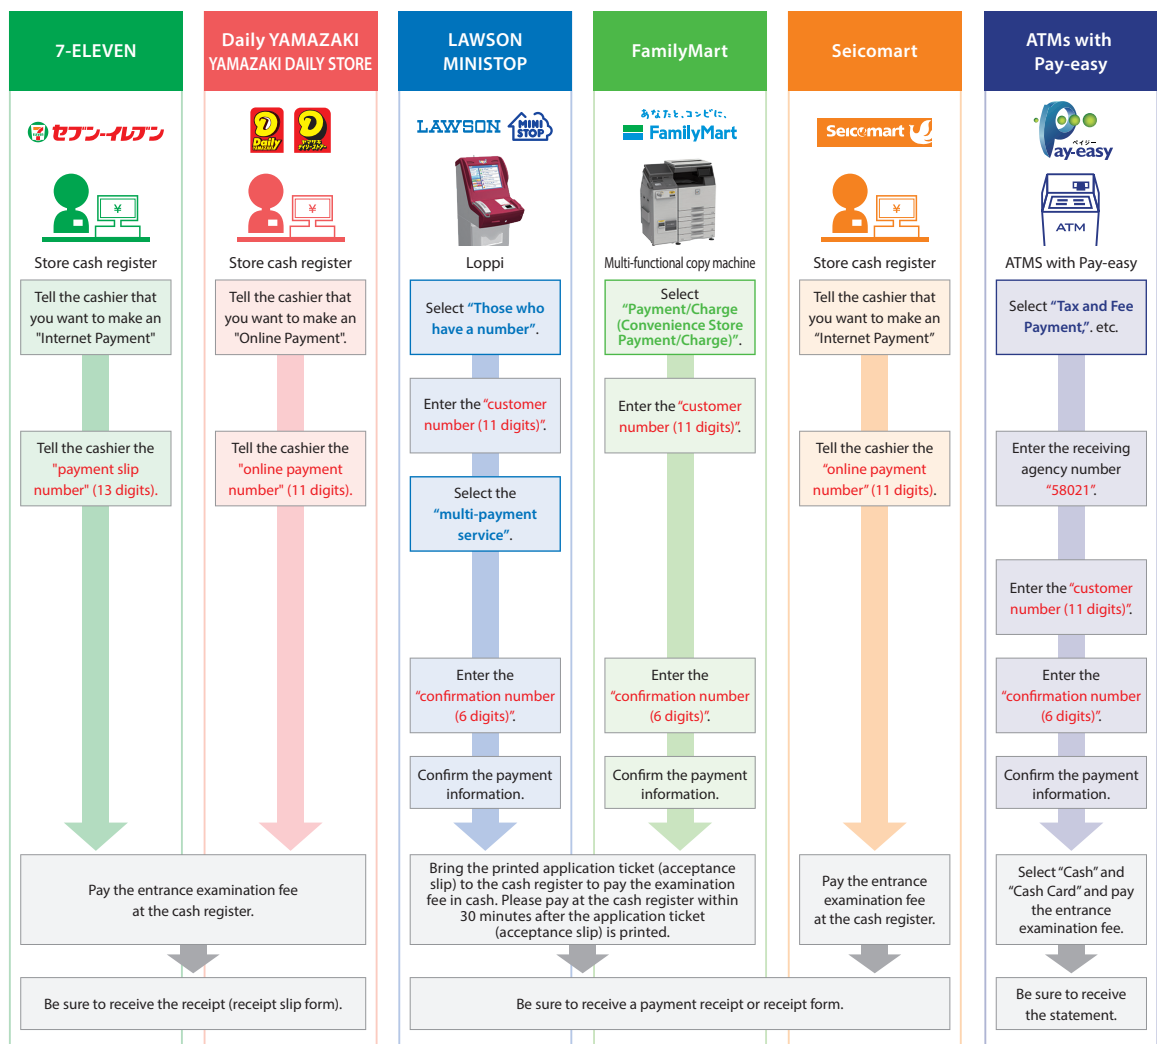 7-ELEVEN
Daily YAMAZAKI
YAMAZAKI DAILY STORE
LAWSON
MINISTOP
FamilyMart
Seicomart
ATMs with
Pay-easy
7
セブン-イレブン
Daily
YAMAZAKI
ヤマザキ
デイリーストアー
LAWSON
MINI
STOP
あなたと、コンビに、
FamilyMart
Seicomart
ペイジー
Pay-easy
¥
¥
¥
ATM
Store cash register
Store cash register
Loppi
Multi-functional copy machine
Store cash register
ATMS with Pay-easy
Tell the cashier that
you want to make an
"Internet Payment"
Tell the cashier that
you want to make an
"Online Payment".
Select “Those who
have a number”.
Select
“Payment/Charge
(Convenience Store
Payment/Charge)”.
Tell the cashier that
you want to make an
“Internet Payment”
Select “Tax and Fee
Payment,”. etc.
Enter the “customer
number (11 digits)”.
Enter the “customer
number (11 digits)”.
Tell the cashier the
"payment slip
number" (13 digits).
Tell the cashier the
"online payment
number" (11 digits).
Select the
“multi-payment
service”.
Tell the cashier the
“online payment
number” (11 digits).
Enter the receiving
agency number
“58021”.
Enter the “customer
number (11 digits)”.
Enter the
“confirmation number
(6 digits)”.
Enter the
“confirmation number
(6 digits)”.
Enter the
“confirmation number
(6 digits)”.
Confirm the payment
information.
Confirm the payment
information.
Confirm the payment
information.
Pay the entrance examination fee
at the cash register.
Bring the printed application ticket (acceptance
slip) to the cash register to pay the examination
fee in cash. Please pay at the cash register within
30 minutes after the application ticket
(acceptance slip) is printed.
Pay the entrance
examination fee
at the cash register.
Select “Cash” and
“Cash Card” and pay
the entrance
examination fee.
Be sure to receive the receipt (receipt slip form).
Be sure to receive a payment receipt or receipt form.
Be sure to receive
the statement.